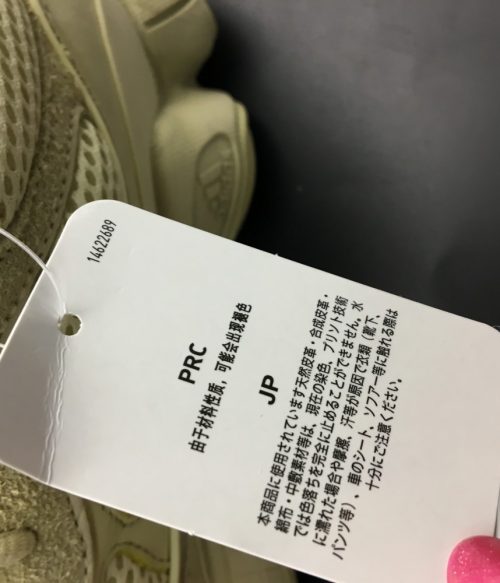 14622689
PRC
由于材料性质，可能会出现褪色
JP
本商品に使用されています天然皮革・合成皮革・
綿布・中敷素材等は、現在の染色、プリント技術
では色落ちを完全に止めることができません。水
に濡れた場合や摩擦、汗等が原因で衣類（靴下、
パンツ等）、車のシート、ソファー等に触れる際は
十分にご注意ください。